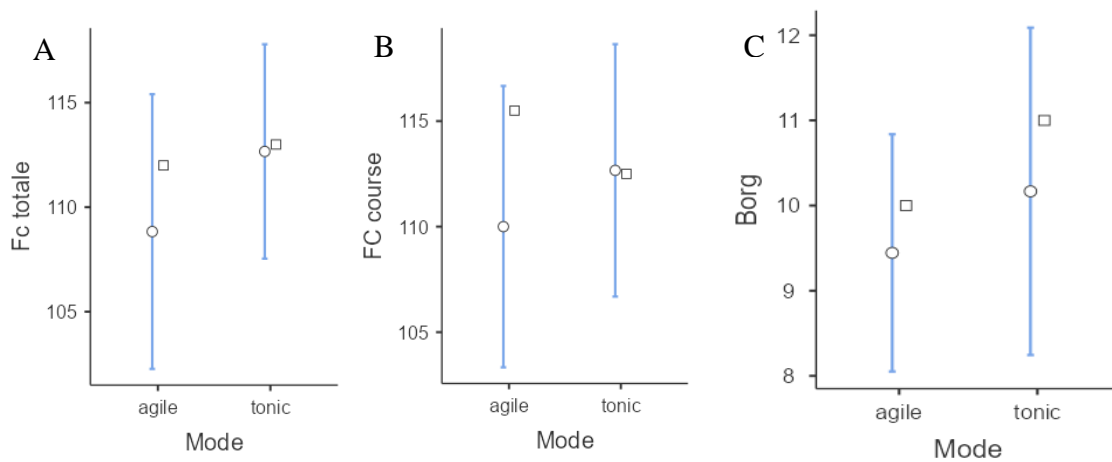 A
Fc totale
115
110
105
agile tonic
Mode
B
FC course
115
110
105
agile tonic
Mode
C
Borg
12
11
10
9
8
agile tonic
Mode